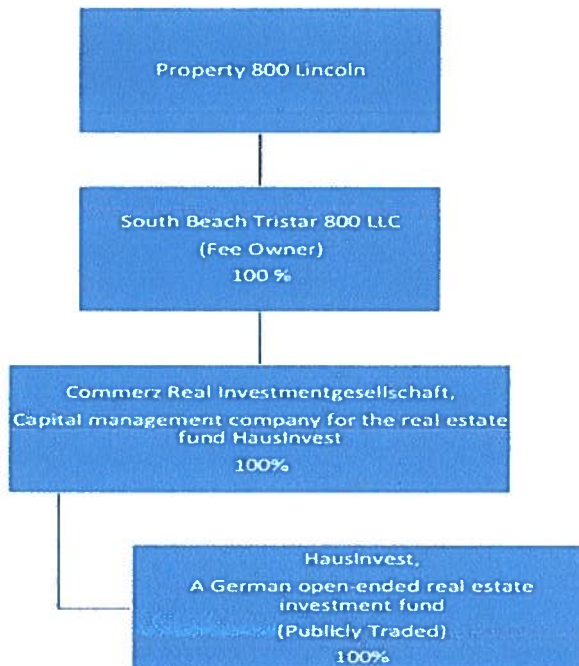 Property 800 Lincoln
South Beach Tristar 800 LLC
(Fee Owner)
100 %
Commerz Real Investmentgesellschaft,
Capital management company for the real estate
fund HausInvest
100%
HausInvest,
A German open-ended real estate
investment fund
(Publicly Traded)
100%